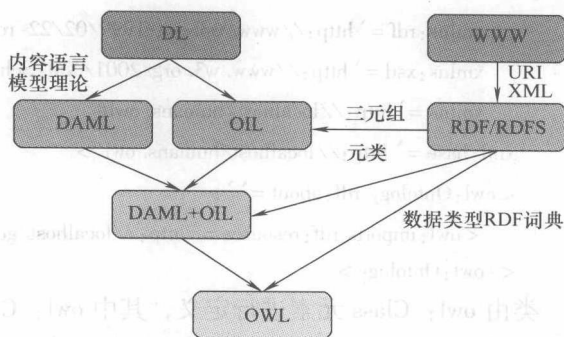 DL
WWW
内容语言
模型理论
URI
XML
DAML
OIL
三元组
RDF/RDFS
元类
DAML+OIL
数据类型RDF词典
OWL